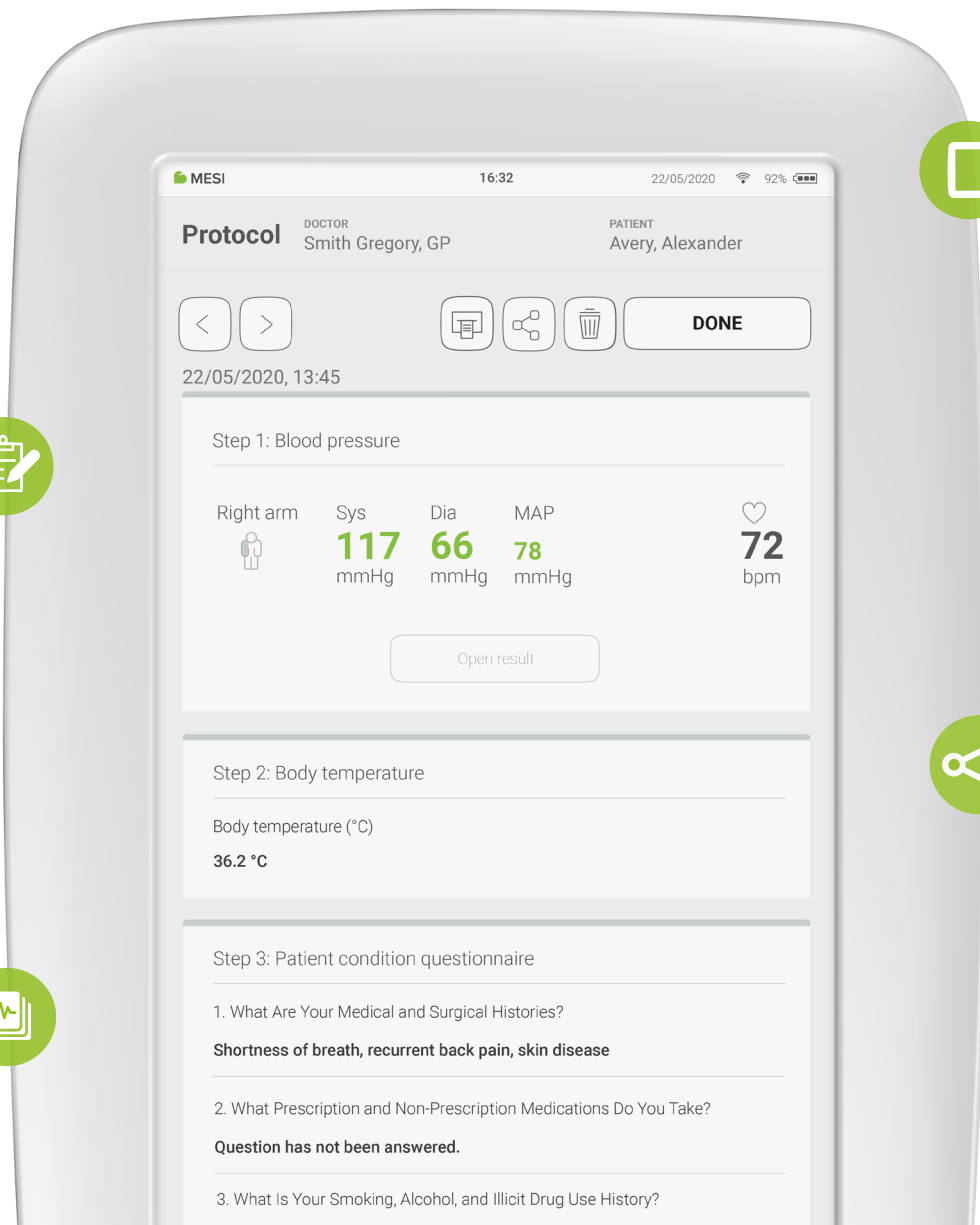 MESI 16:32 22/05/2020 92%
Protocol
DOCTOR
Smith Gregory, GP
PATIENT
Avery, Alexander
DONE
22/05/2020, 13:45
Step 1: Blood pressure
Right arm Sys Dia MAP
117 66 78 72
mmHg mmHg mmHg bpm
Open result
Step 2: Body temperature
Body temperature (°C)
36.2 °C
Step 3: Patient condition questionnaire
1. What Are Your Medical and Surgical Histories?
Shortness of breath, recurrent back pain, skin disease
2. What Prescription and Non-Prescription Medications Do You Take?
Question has not been answered.
3. What Is Your Smoking, Alcohol, and Illicit Drug Use History?